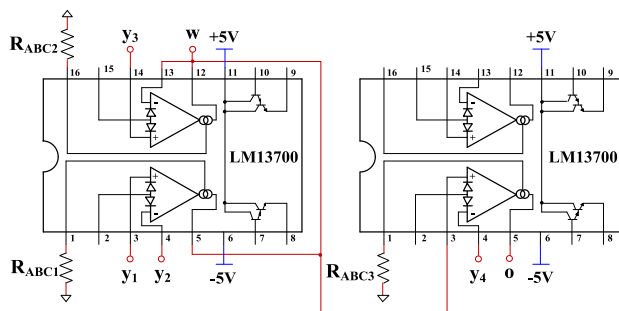 y3 w +5V +5V
RABC2
16 15 14 13 12 11 10 9 16 15 14 13 12 11 10 9
- -
+ +
LM13700 LM13700
+ +
- -
1 2 3 4 5 6 7 8 1 2 3 4 5 6 7 8
RABC1 y1 y2 -5V RABC3 y4 o -5V